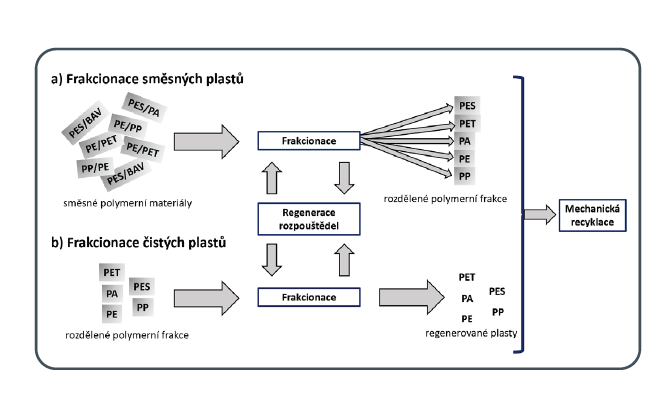 a) Frakcionace směsných plastů
PES/BAV
PES/PA
PE/PP
PE/PET
PE/PET
PP/PE
PES/BAV
směsné polymerní materiály
Frakcionace
PES
PET
PA
PE
PP
rozdělené polymerní frakce
Regenerace
rozpouštědel
Mechanická
recyklace
b) Frakcionace čistých plastů
PET
PES
PA
PP
PE
rozdělené polymerní frakce
Frakcionace
PET
PES
PA
PP
PE
regenerované plasty